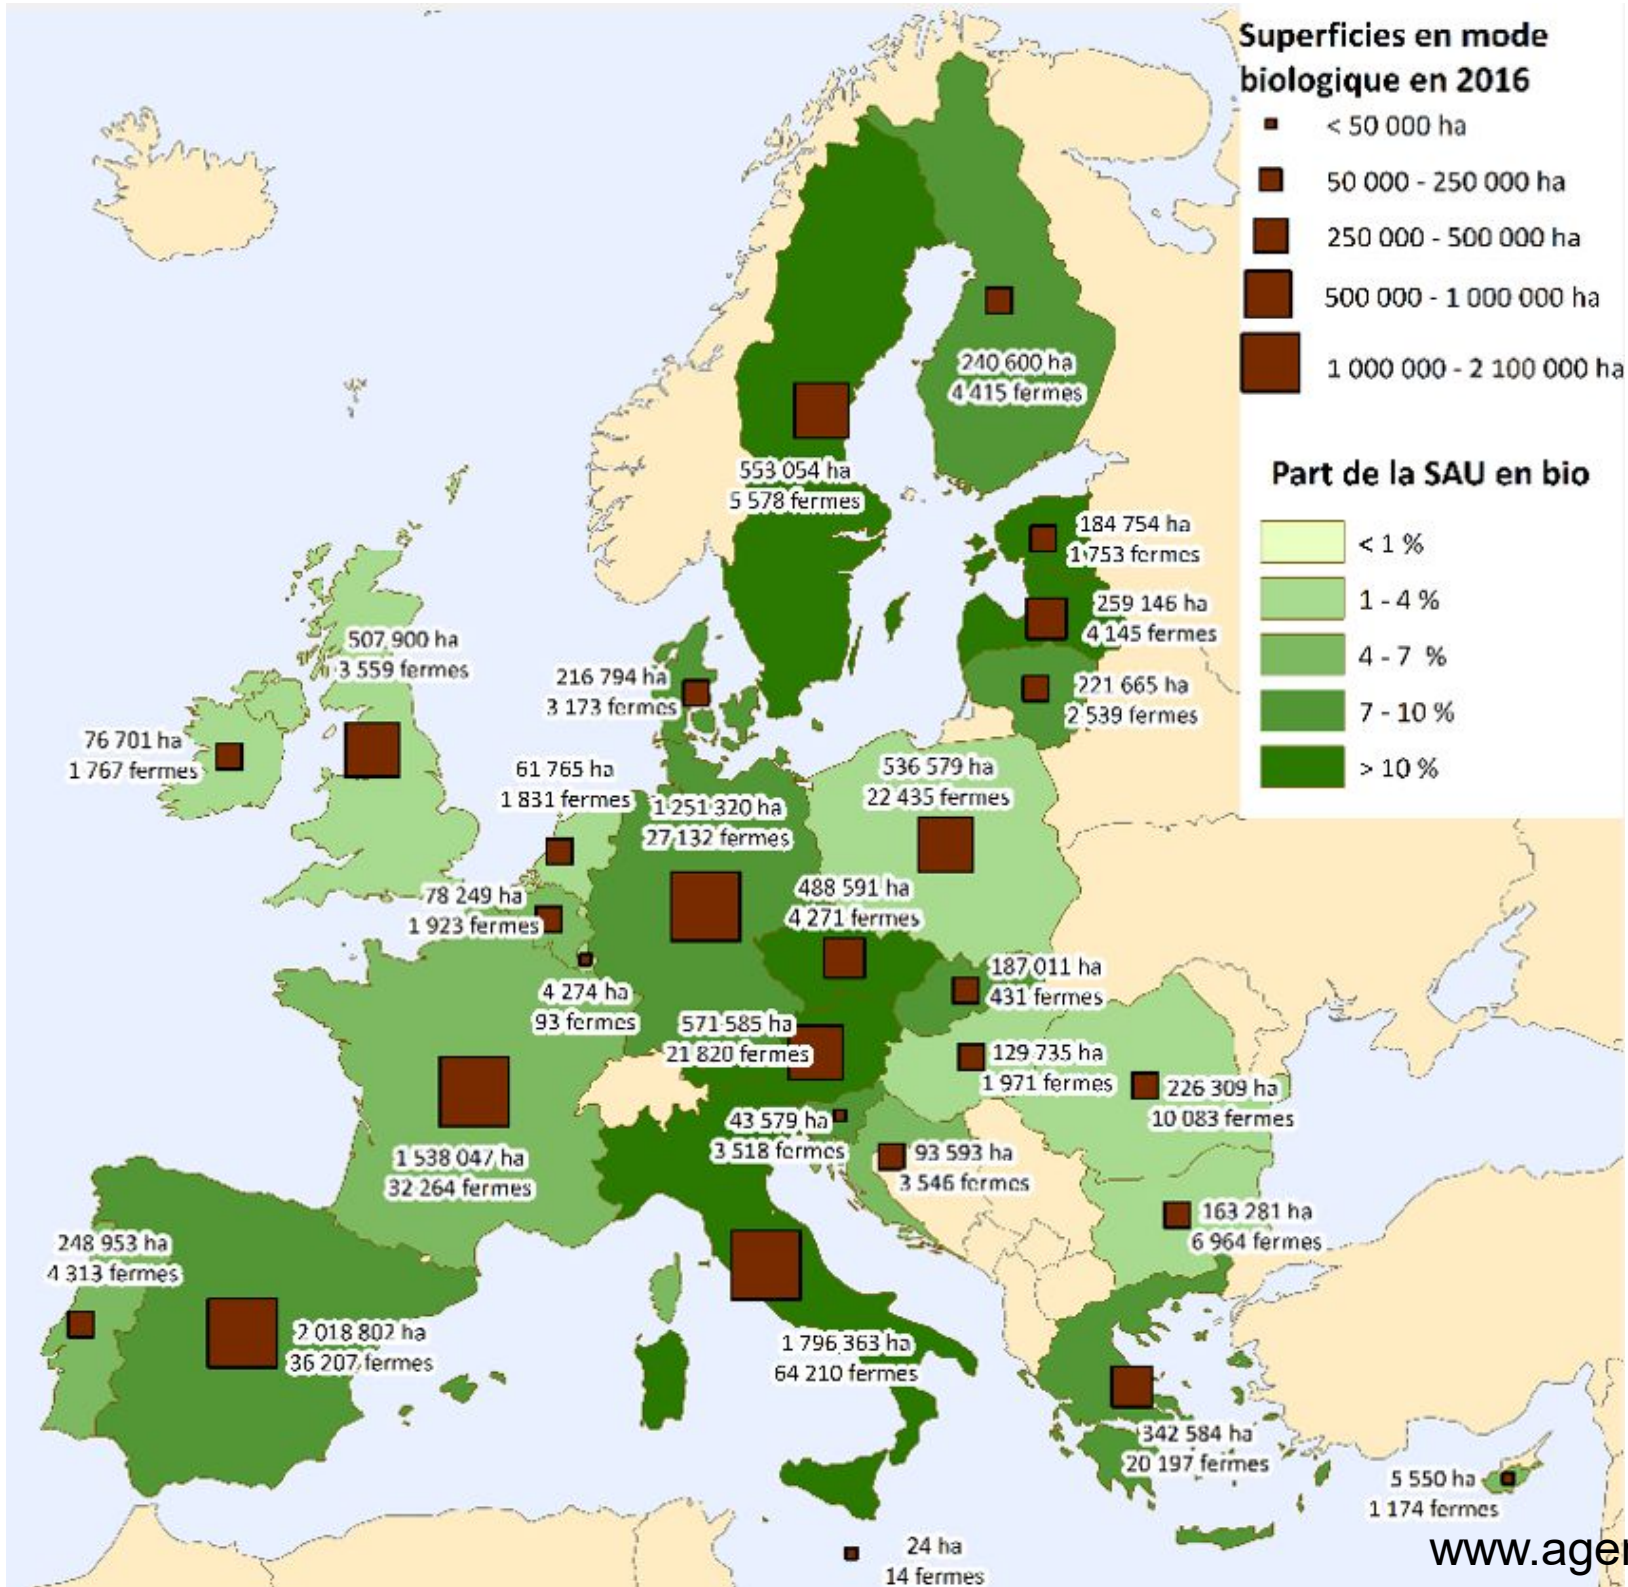 Superficies en mode
biologique en 2016
< 50 000 ha
50 000 - 250 000 ha
250 000 - 500 000 ha
500 000 - 1 000 000 ha
1 000 000 - 2 100 000 ha
Part de la SAU en bio
< 1 %
1 - 4 %
4 - 7 %
7 - 10 %
> 10 %
240 600 ha
4 415 fermes
553 054 ha
5 578 fermes
184 754 ha
1 753 fermes
259 146 ha
4 145 fermes
507 900 ha
3 559 fermes
216 794 ha
3 173 fermes
221 665 ha
2 539 fermes
76 701 ha
1 767 fermes
61 765 ha
1 831 fermes
536 579 ha
22 435 fermes
1 251 320 ha
27 132 fermes
78 249 ha
1 923 fermes
488 591 ha
4 271 fermes
187 011 ha
431 fermes
4 274 ha
93 fermes
571 585 ha
21 820 fermes
129 735 ha
1 971 fermes
226 309 ha
10 083 fermes
43 579 ha
3 518 fermes
93 593 ha
3 546 fermes
1 538 047 ha
32 264 fermes
163 281 ha
6 964 fermes
248 953 ha
4 313 fermes
2 018 802 ha
36 207 fermes
1 796 363 ha
64 210 fermes
342 584 ha
20 197 fermes
5 550 ha
1 174 fermes
24 ha
14 fermes
www.ager